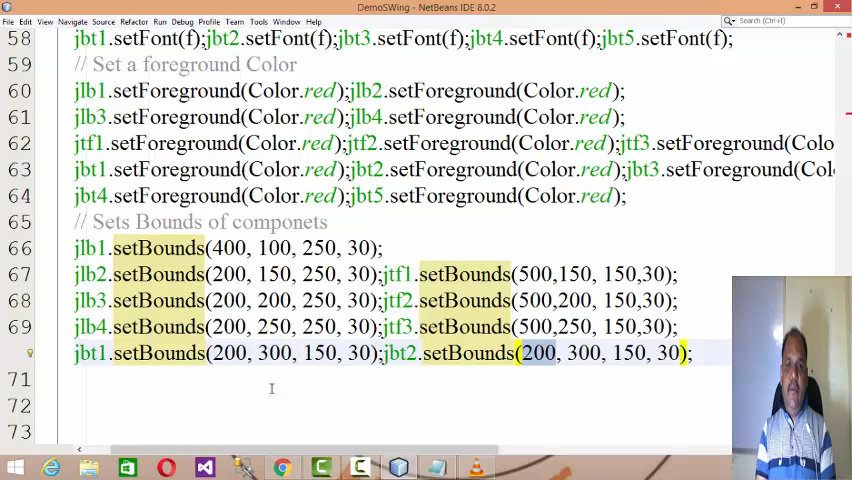 DemoSWing - NetBeans IDE 8.0.2
File Edit View Navigate Source Refactor Run Debug Profile Team Tools Window Help
Search (Ctrl+I)
58 jbt1.setFont(f);jbt2.setFont(f);jbt3.setFont(f);jbt4.setFont(f);jbt5.setFont(f);
59 // Set a foreground Color
60 jlb1.setForeground(Color.red);jlb2.setForeground(Color.red);
61 jlb3.setForeground(Color.red);jlb4.setForeground(Color.red);
62 jtf1.setForeground(Color.red);jtf2.setForeground(Color.red);jtf3.setForeground(Colo
63 jbt1.setForeground(Color.red);jbt2.setForeground(Color.red);jbt3.setForeground(Co
64 jbt4.setForeground(Color.red);jbt5.setForeground(Color.red);
65 // Sets Bounds of componets
66 jlb1.setBounds(400, 100, 250, 30);
67 jlb2.setBounds(200, 150, 250, 30);jtf1.setBounds(500,150, 150,30);
68 jlb3.setBounds(200, 200, 250, 30);jtf2.setBounds(500,200, 150,30);
69 jlb4.setBounds(200, 250, 250, 30);jtf3.setBounds(500,250, 150,30);
jbt1.setBounds(200, 300, 150, 30);jbt2.setBounds(200, 300, 150, 30);
71
72
73